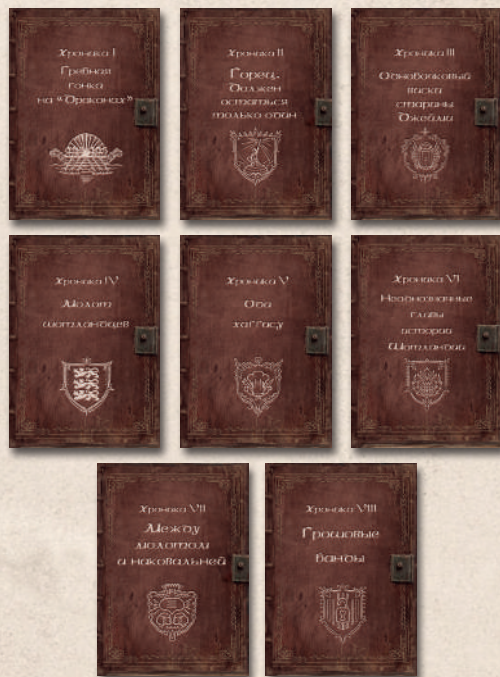 Хроника I
Гребная
гонка
на «Драконах»
Хроника II
Горец.
Должен
остаться
только один
Хроника III
Односолодовый
виски
старины
Джейми
Хроника IV
Молот
шотландцев
Хроника V
Ода
хаггису
Хроника VI
Неоднозначные
главы
истории
Шотландии
Хроника VII
Между
молотом
и наковальней
Хроника VIII
Грошовые
банды